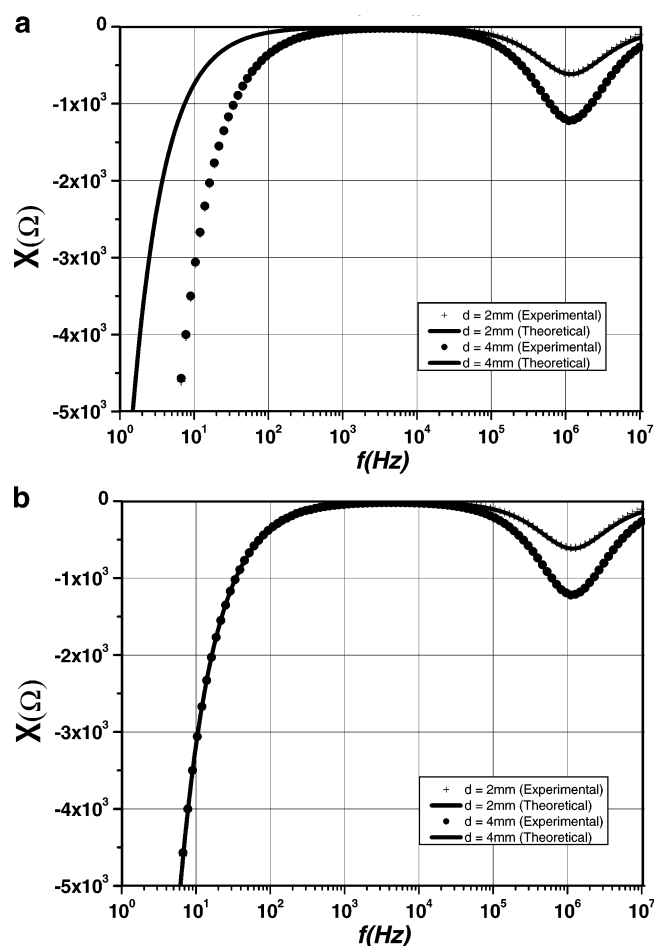 a
0
-1x10³
-2x10³
-3x10³
-4x10³
-5x10³
X(Ω)
d = 2mm (Experimental)
d = 2mm (Theoretical)
d = 4mm (Experimental)
d = 4mm (Theoretical)
10⁰ 10¹ 10² 10³ 10⁴ 10⁵ 10⁶ 10⁷
f(Hz)
b
0
-1x10³
-2x10³
-3x10³
-4x10³
-5x10³
X(Ω)
d = 2mm (Experimental)
d = 2mm (Theoretical)
d = 4mm (Experimental)
d = 4mm (Theoretical)
10⁰ 10¹ 10² 10³ 10⁴ 10⁵ 10⁶ 10⁷
f(Hz)